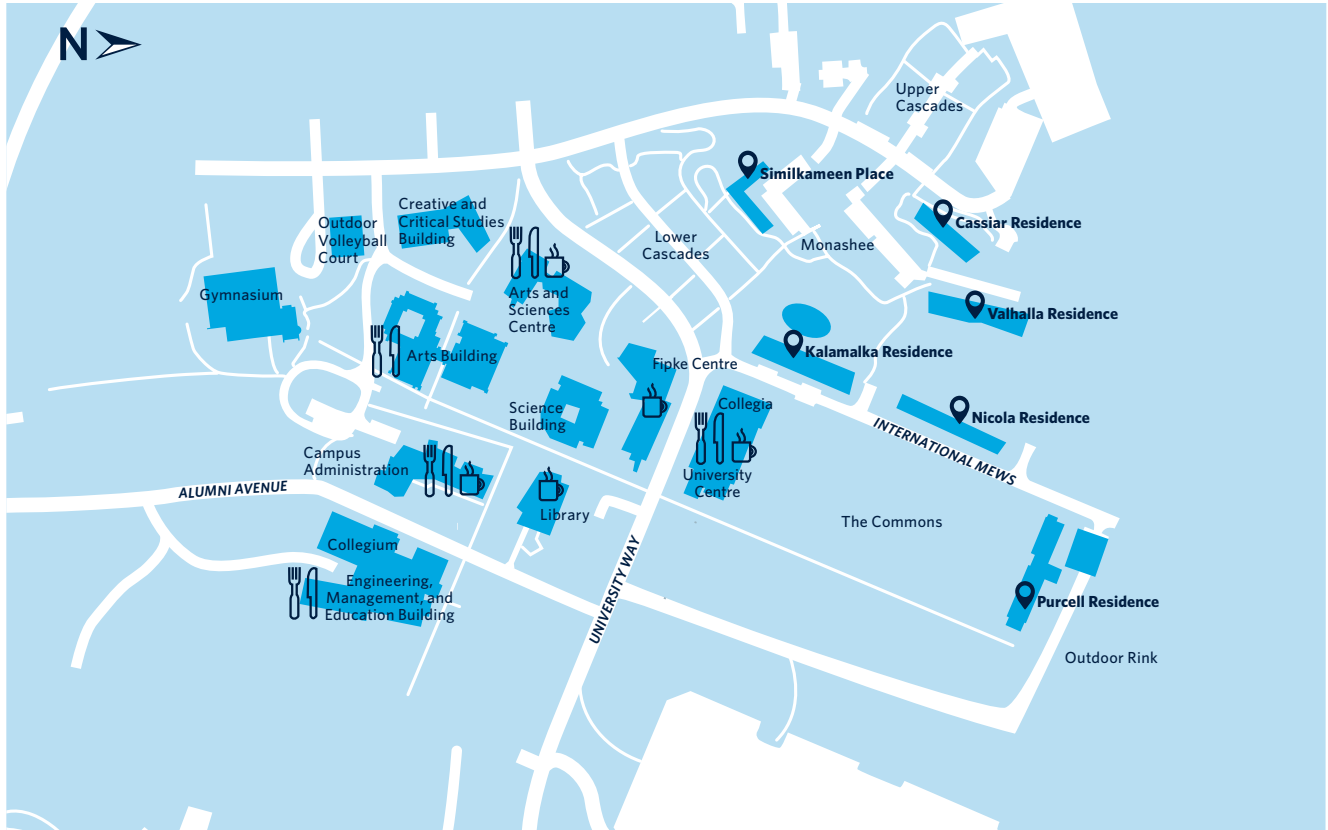 N
Upper
Cascades
Similkameen Place
Cassiar Residence
Creative and
Critical Studies
Building
Outdoor
Volleyball
Court
Lower
Cascades
Monashee
Gymnasium
Arts and
Sciences
Centre
Valhalla Residence
Arts Building
Fipke Centre
Kalamalka Residence
Science
Building
Collegia
Nicola Residence
INTERNATIONAL MEWS
Campus
Administration
University
Centre
ALUMNI AVENUE
Library
The Commons
Collegium
Engineering,
Management, and
Education Building
UNIVERSITY WAY
Purcell Residence
Outdoor Rink